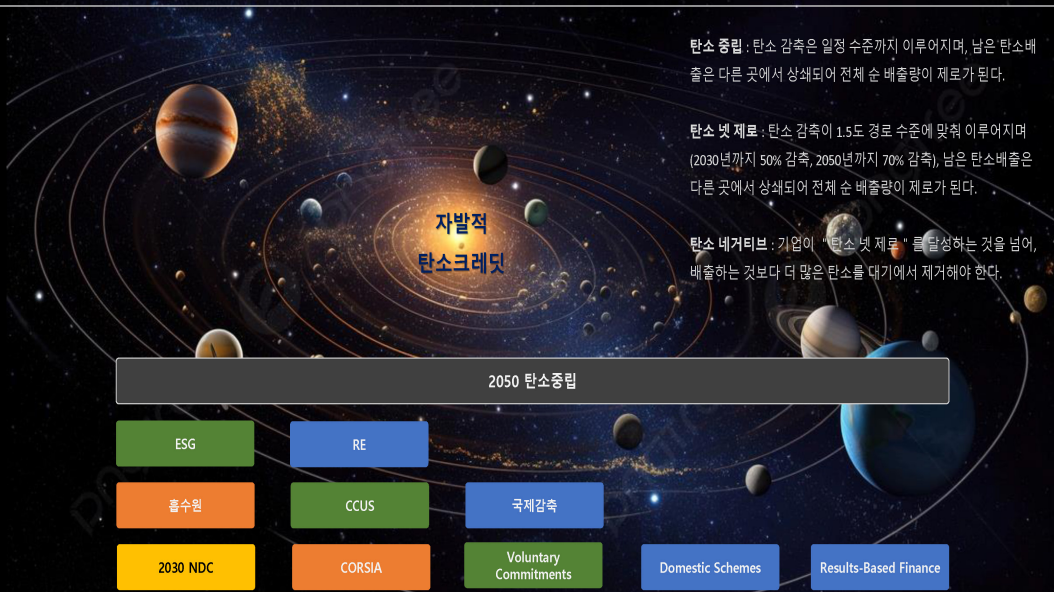 탄소 중립 : 탄소 감축은 일정 수준까지 이루어지며, 남은 탄소배
출은 다른 곳에서 상쇄되어 전체 순 배출량이 제로가 된다.
탄소 넷 제로 : 탄소 감축이 1.5도 경로 수준에 맞춰 이루어지며
(2030년까지 50% 감축, 2050년까지 70% 감축), 남은 탄소배출은
다른 곳에서 상쇄되어 전체 순 배출량이 제로가 된다.
탄소 네거티브 : 기업이 "탄소 넷 제로"를 달성하는 것을 넘어,
배출하는 것보다 더 많은 탄소를 대기에서 제거해야 한다.
자발적
탄소크레딧
2050 탄소중립
ESG
RE
흡수원
CCUS
국제감축
2030 NDC
CORSIA
Voluntary
Commitments
Domestic Schemes
Results-Based Finance